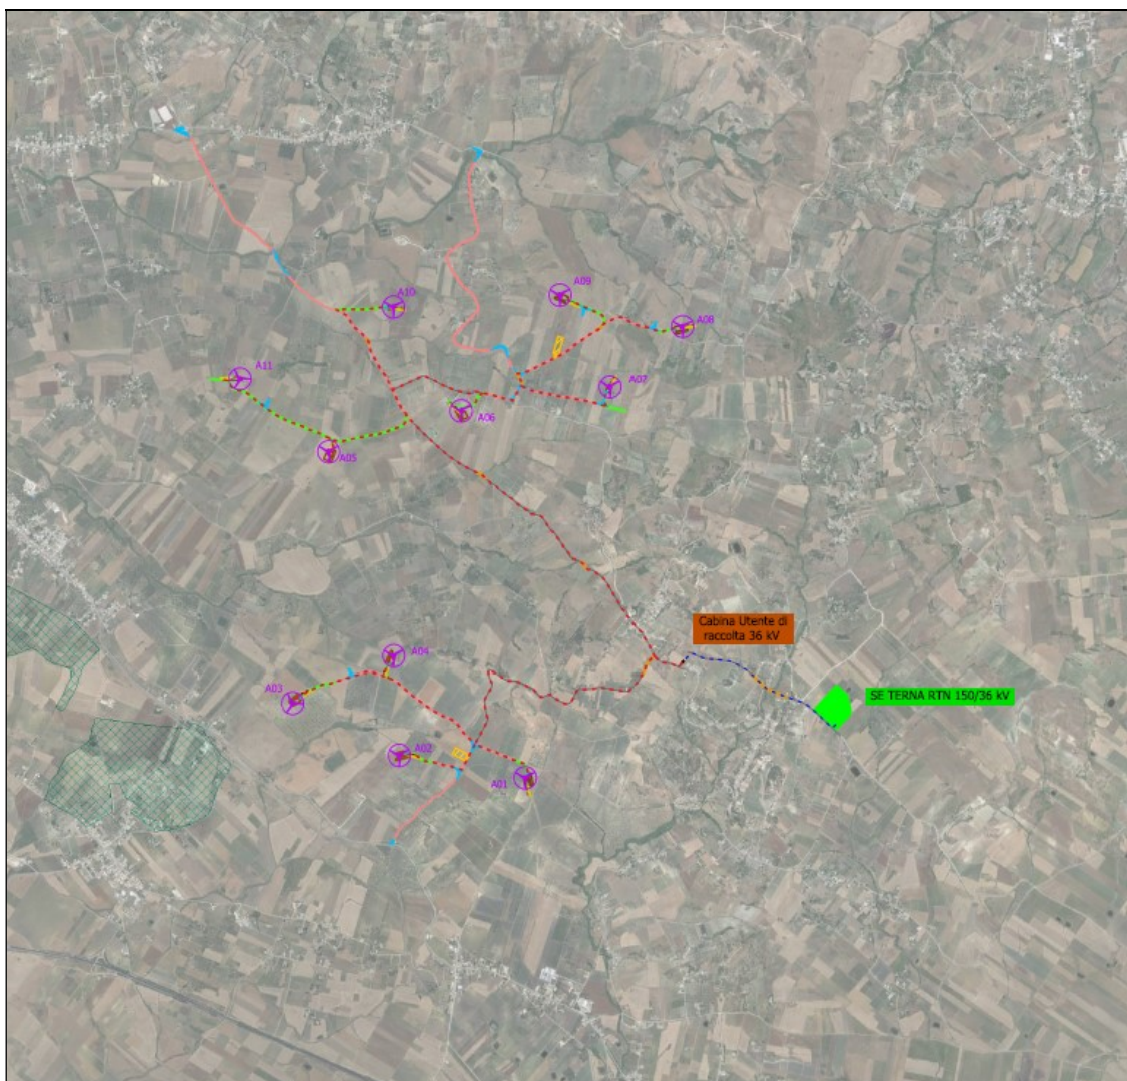 A10
A09
A08
A11
A07
A06
A05
Cabina Utente di
raccolta 36 kV
A04
A03
SE TERNA RTN 150/36 kV
A02
A01